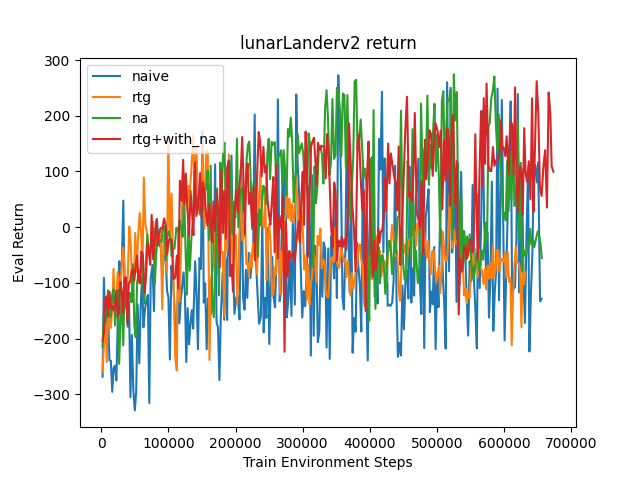 lunarLanderv2 return
300
200
100
0
−100
−200
−300
Eval Return
naive
rtg
na
rtg+with_na
0
100000
200000
300000
400000
500000
600000
700000
Train Environment Steps